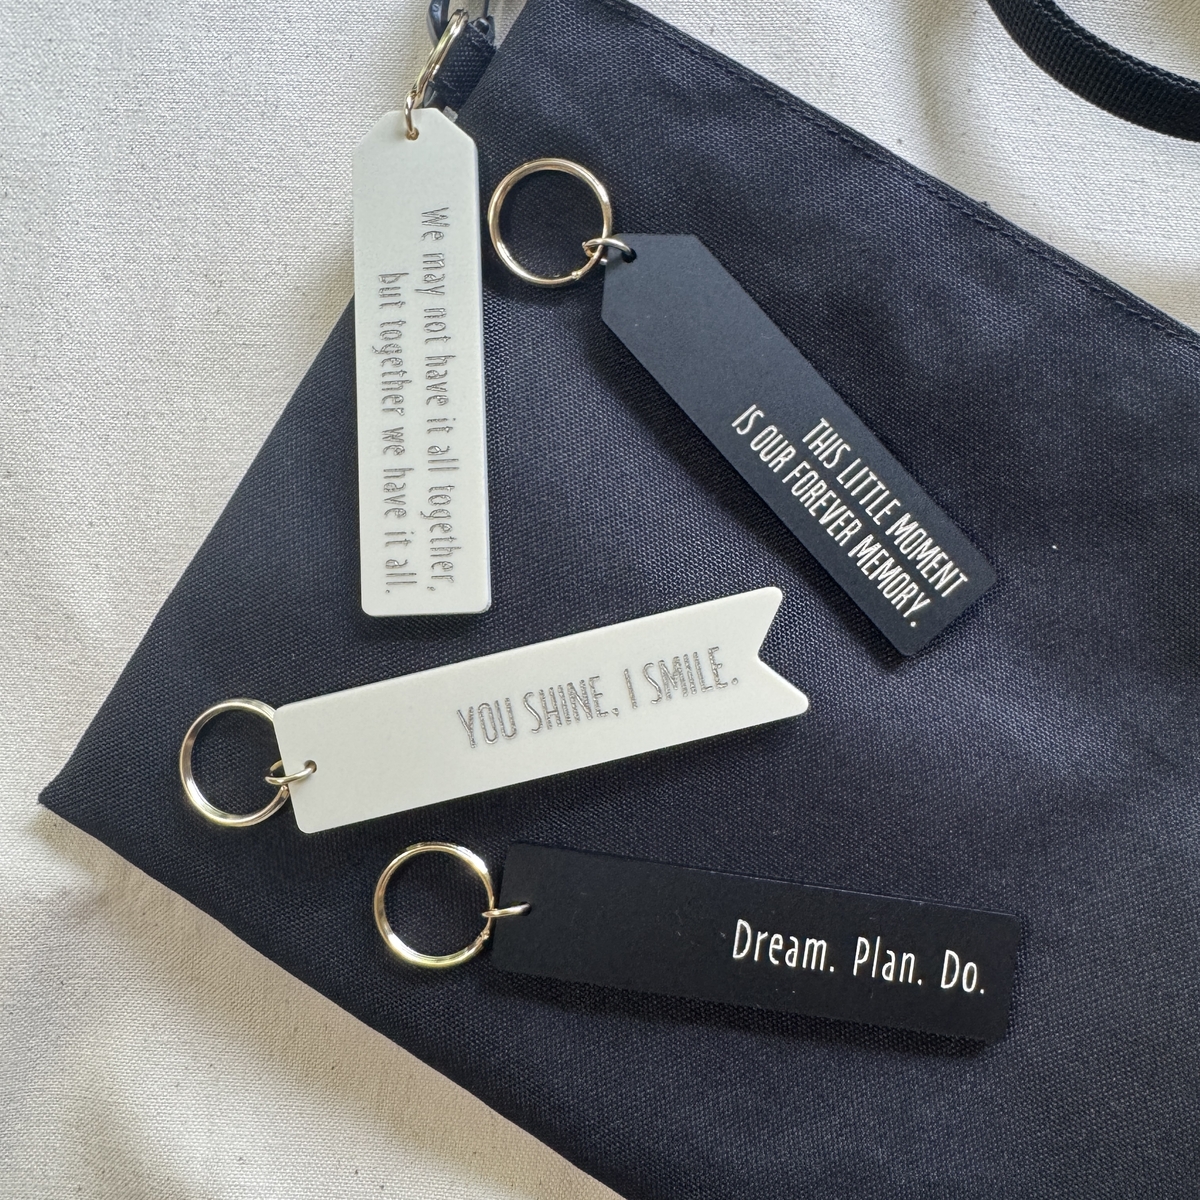 We may not have it all together,
but together we have it all.
THIS LITTLE MOMENT
IS OUR FOREVER MEMORY.
YOU SHINE, I SMILE.
Dream. Plan. Do.